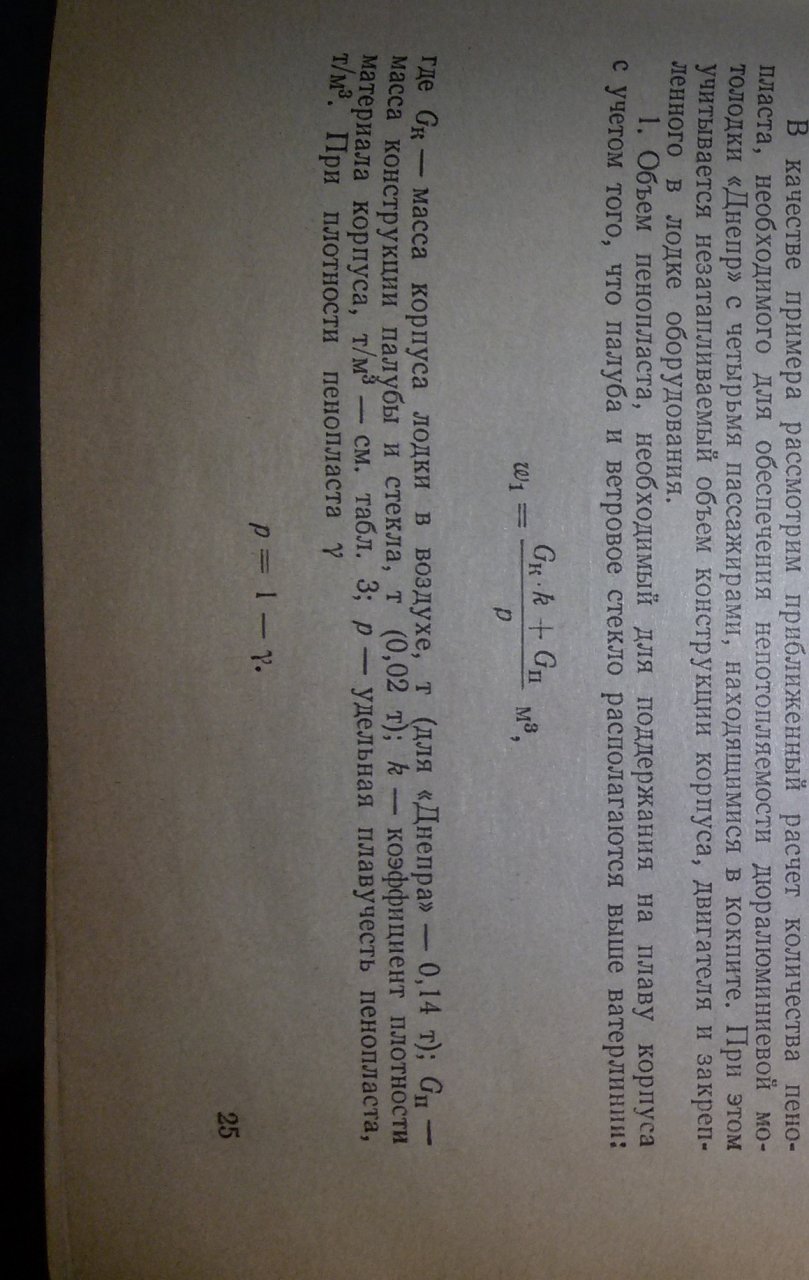 В качестве примера рассмотрим приближенный расчет количества пено-
пласта, необходимого для обеспечения непотопляемости дюралюминиевой мо-
толодки «Днепр» с четырьмя пассажирами, находящимися в кокпите. При этом
учитывается незатапливаемый объем конструкции корпуса, двигателя и закреп-
ленного в лодке оборудования.
1. Объем пенопласта, необходимый для поддержания на плаву корпуса
с учетом того, что палуба и ветровое стекло располагаются выше ватерлинии:
w₁ = (Gк · k + Gп) / p м³,
где Gк — масса корпуса лодки в воздухе, т (для «Днепра» — 0,14 т); Gп —
масса конструкции палубы и стекла, т (0,02 т); k — коэффициент плотности
материала корпуса, т/м³ — см. табл. 3; p — удельная плавучесть пенопласта,
т/м³. При плотности пенопласта γ
p = 1 — γ.
25